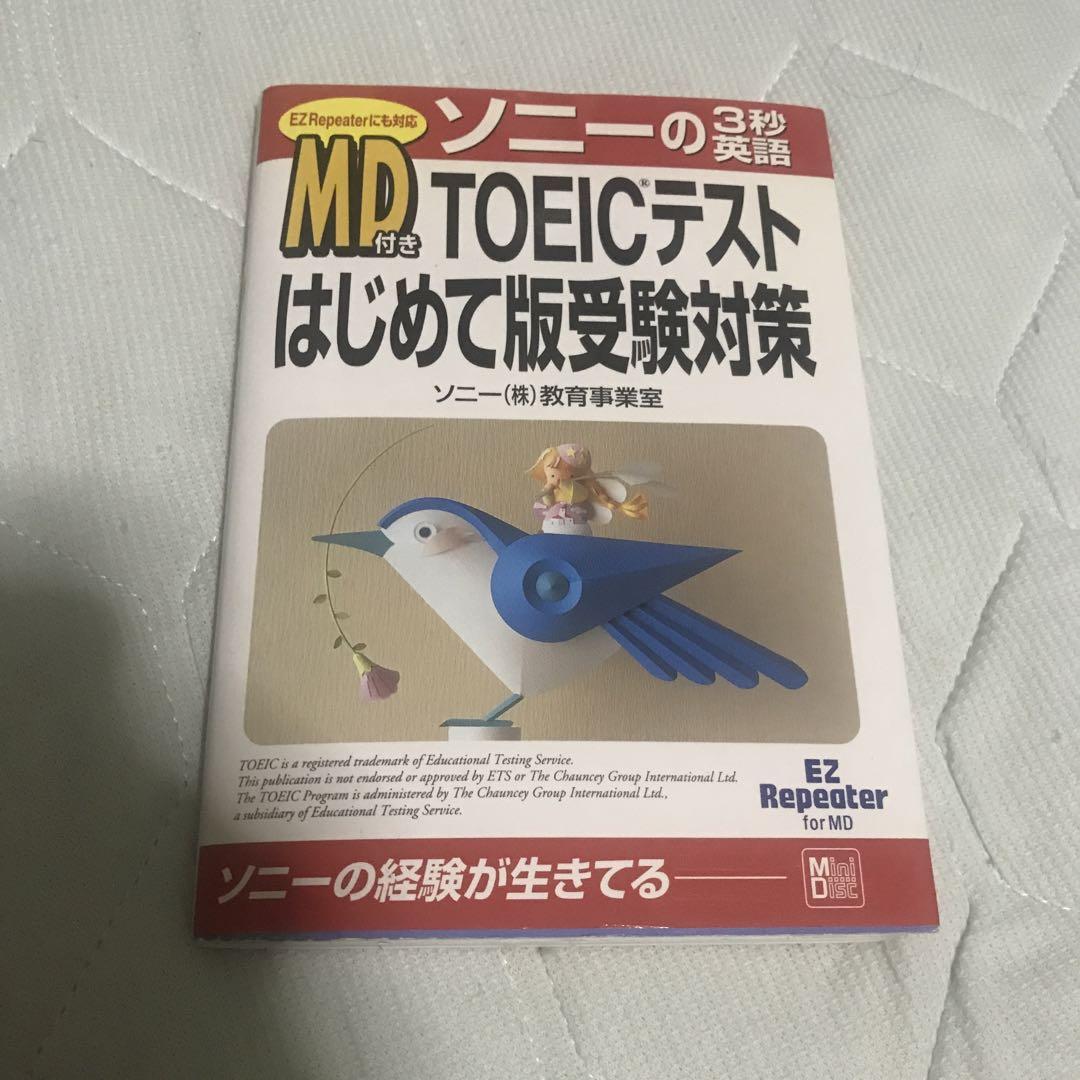 EZ Repeaterにも対応
ソニーの3秒英語
MD付き
TOEIC®テスト
はじめて版受験対策
ソニー(株)教育事業室
TOEIC is a registered trademark of Educational Testing Service.
This publication is not endorsed or approved by ETS or The Chauncey Group International Ltd.
The TOEIC Program is administered by The Chauncey Group International Ltd.,
a subsidiary of Educational Testing Service.
EZ
Repeater
for MD
ソニーの経験が生きてる
Mini
Disc